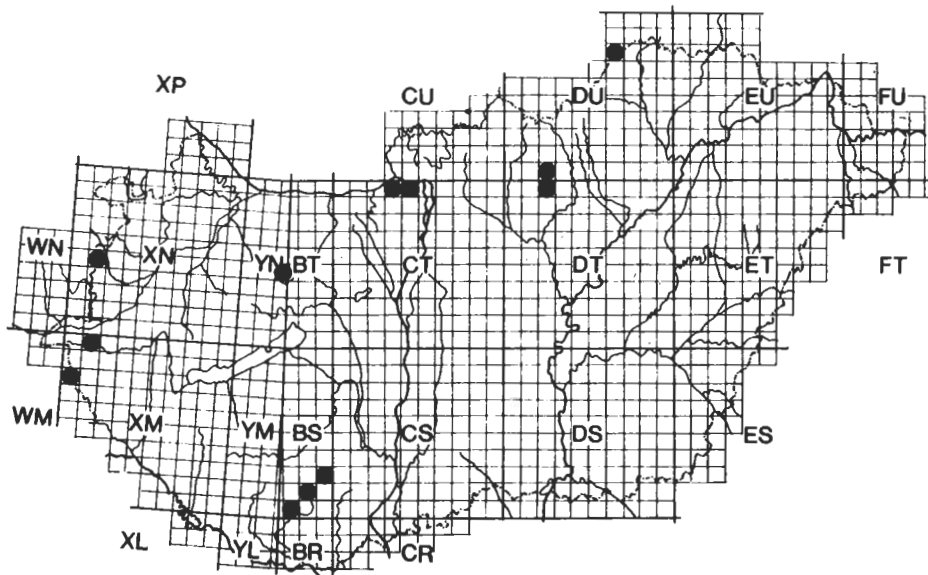 XP CU DU EU FU
WN XN YN BT CT DT ET FT
WM XM YM BS CS DS ES
XL YL BR CR